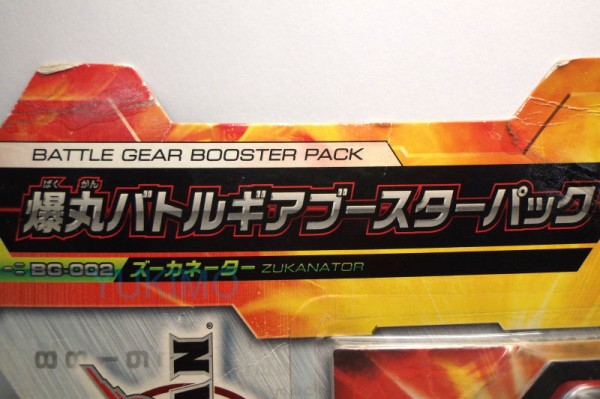 BATTLE GEAR BOOSTER PACK
ばく がん
爆丸バトルギアブースターパック
BG-002 ズーカネーター ZUKANATOR
YUKIMO